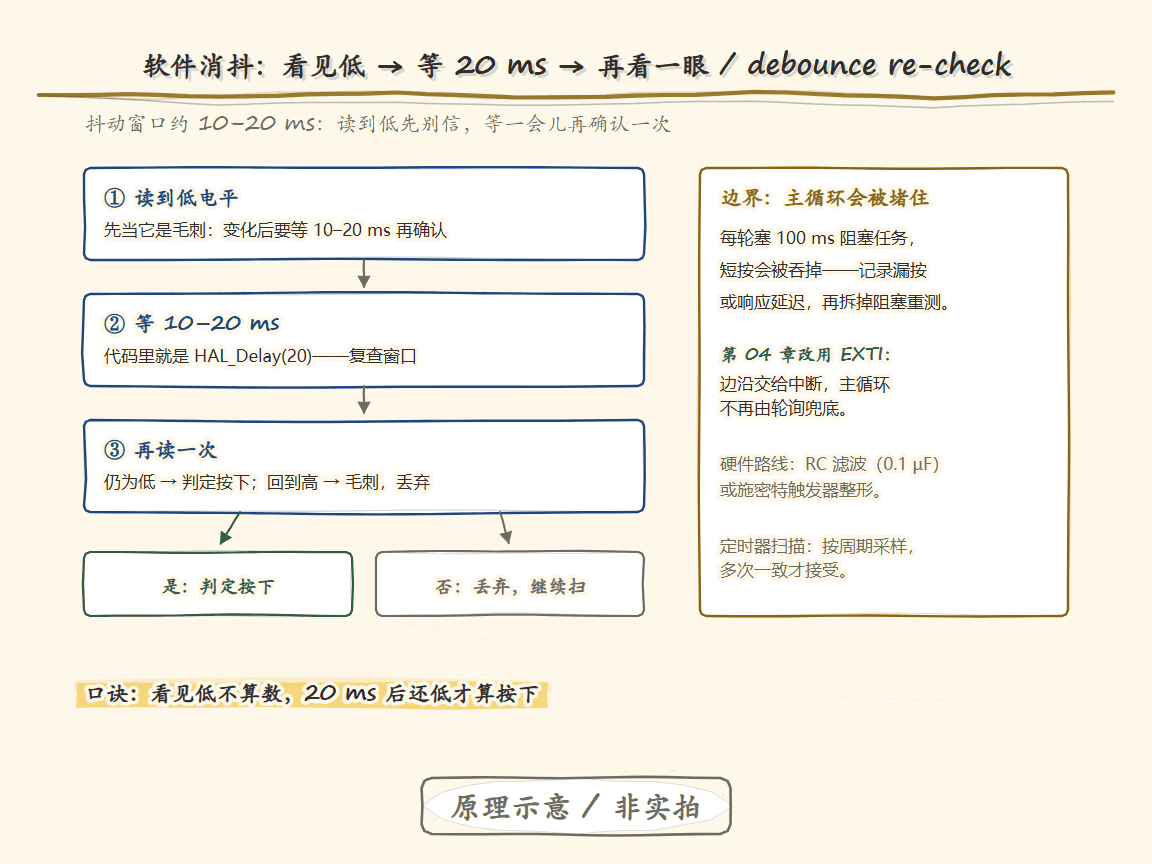 软件消抖：看见低 → 等 20 ms → 再看一眼 / debounce re-check
抖动窗口约 10–20 ms：读到低先别信，等一会儿再确认一次
① 读到低电平
先当它是毛刺：变化后要等 10–20 ms 再确认
② 等 10–20 ms
代码里就是 HAL_Delay(20)——复查窗口
③ 再读一次
仍为低 → 判定按下；回到高 → 毛刺，丢弃
是：判定按下
否：丢弃，继续扫
边界：主循环会被堵住
每轮塞 100 ms 阻塞任务，
短按会被吞掉——记录漏按
或响应延迟，再拆掉阻塞重测。
第 04 章改用 EXTI：
边沿交给中断，主循环
不再由轮询兜底。
硬件路线：RC 滤波（0.1 µF）
或施密特触发器整形。
定时器扫描：按周期采样，
多次一致才接受。
口诀：看见低不算数，20 ms 后还低才算按下
原理示意 / 非实拍